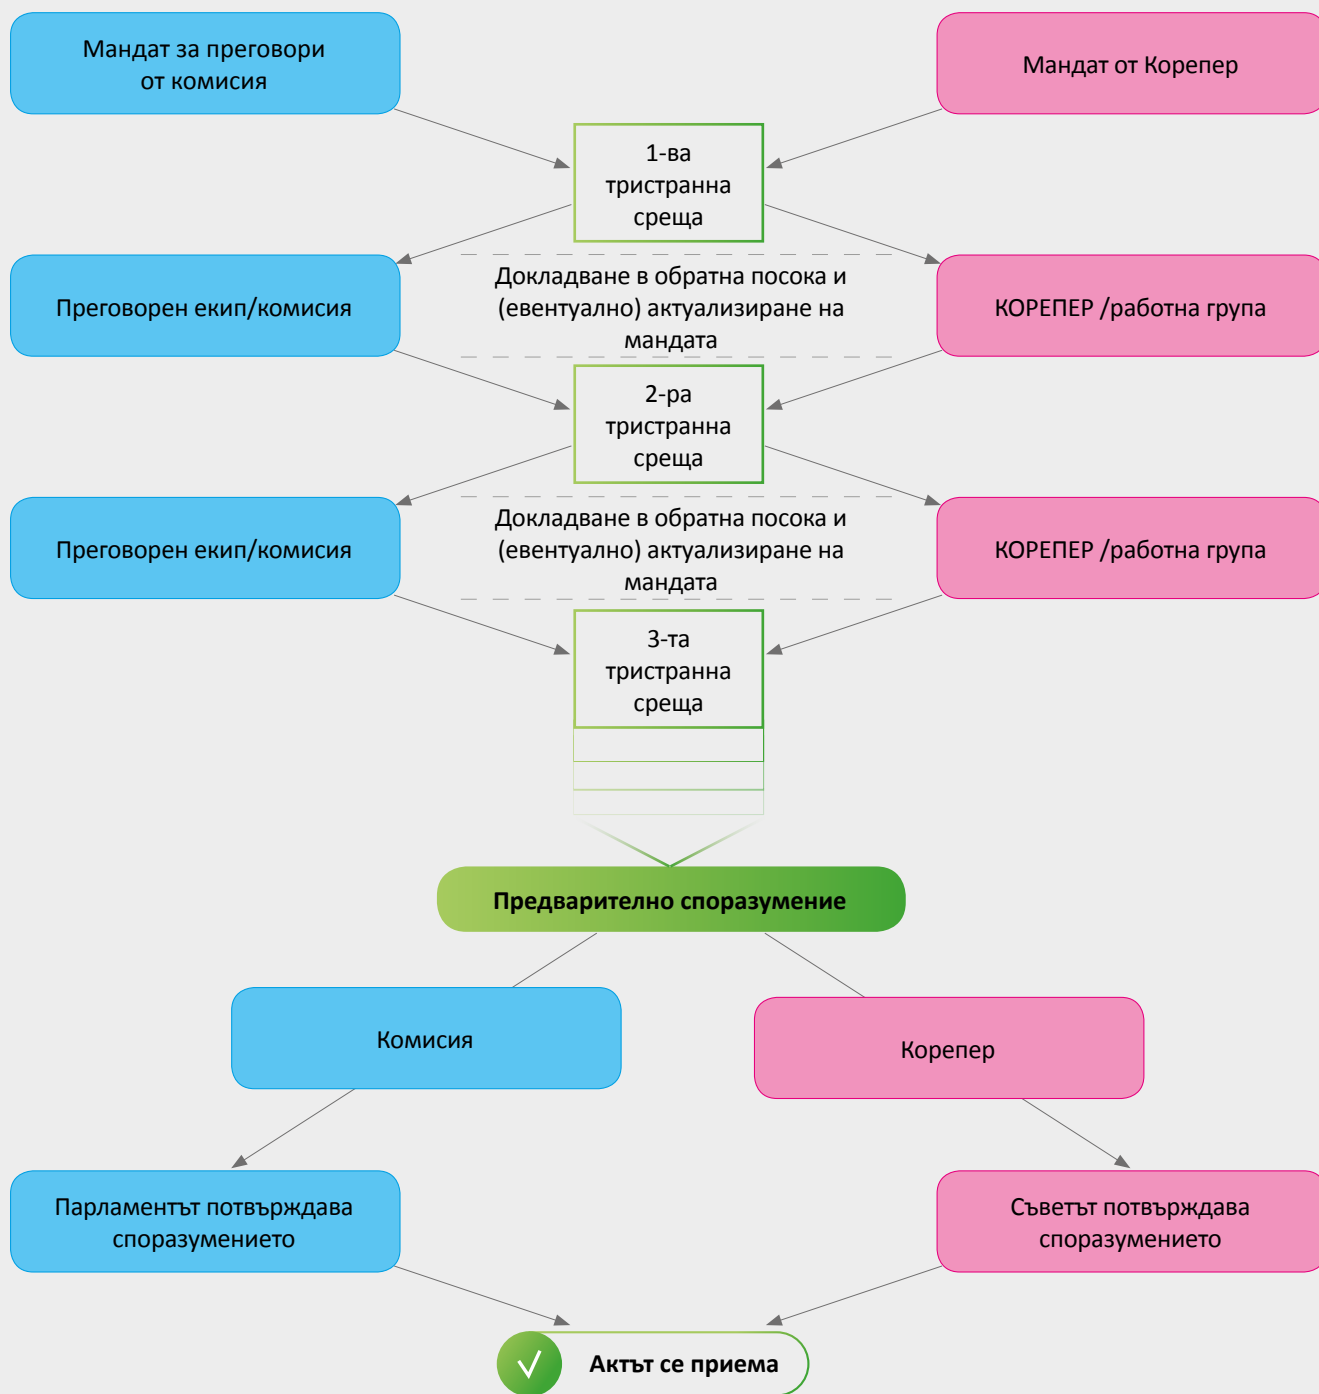 Мандат за преговори
от комисия
Мандат от Корепер
1-ва
тристранна
среща
Преговорен екип/комисия
Докладване в обратна посока и
(евентуално) актуализиране на
мандата
КОРЕПЕР /работна група
2-ра
тристранна
среща
Преговорен екип/комисия
Докладване в обратна посока и
(евентуално) актуализиране на
мандата
КОРЕПЕР /работна група
3-та
тристранна
среща
Предварително споразумение
Комисия
Корепер
Парламентът потвърждава
споразумението
Съветът потвърждава
споразумението
Актът се приема